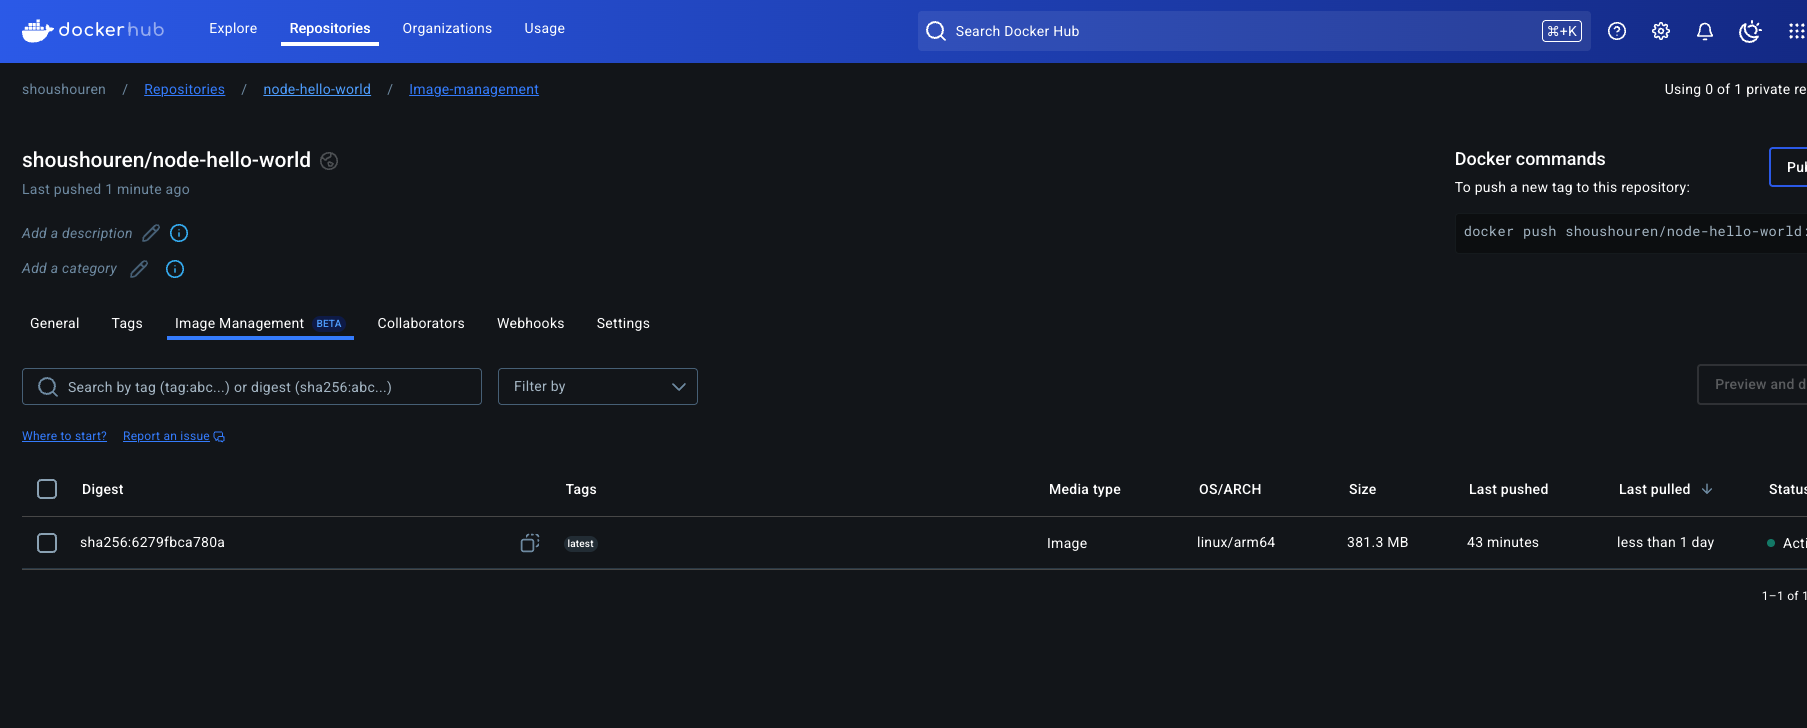 dockerhub Explore Repositories Organizations Usage Search Docker Hub ⌘+K
shoushouren / Repositories / node-hello-world / Image-management Using 0 of 1 private re
shoushouren/node-hello-world Docker commands
Last pushed 1 minute ago To push a new tag to this repository: Pub
Add a description docker push shoushouren/node-hello-world:
Add a category
General Tags Image Management BETA Collaborators Webhooks Settings
Search by tag (tag:abc...) or digest (sha256:abc...) Filter by Preview and d
Where to start? Report an issue
Digest Tags Media type OS/ARCH Size Last pushed Last pulled Status
sha256:6279fbca780a latest Image linux/arm64 381.3 MB 43 minutes less than 1 day Acti
1–1 of 1